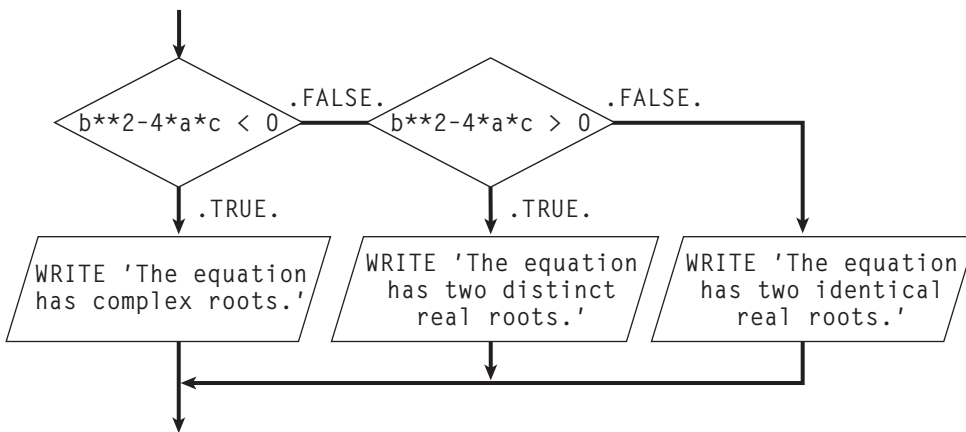 .FALSE.
.FALSE.
b**2-4*a*c < 0
b**2-4*a*c > 0
.TRUE.
.TRUE.
WRITE 'The equation
has complex roots.'
WRITE 'The equation
has two distinct
real roots.'
WRITE 'The equation
has two identical
real roots.'